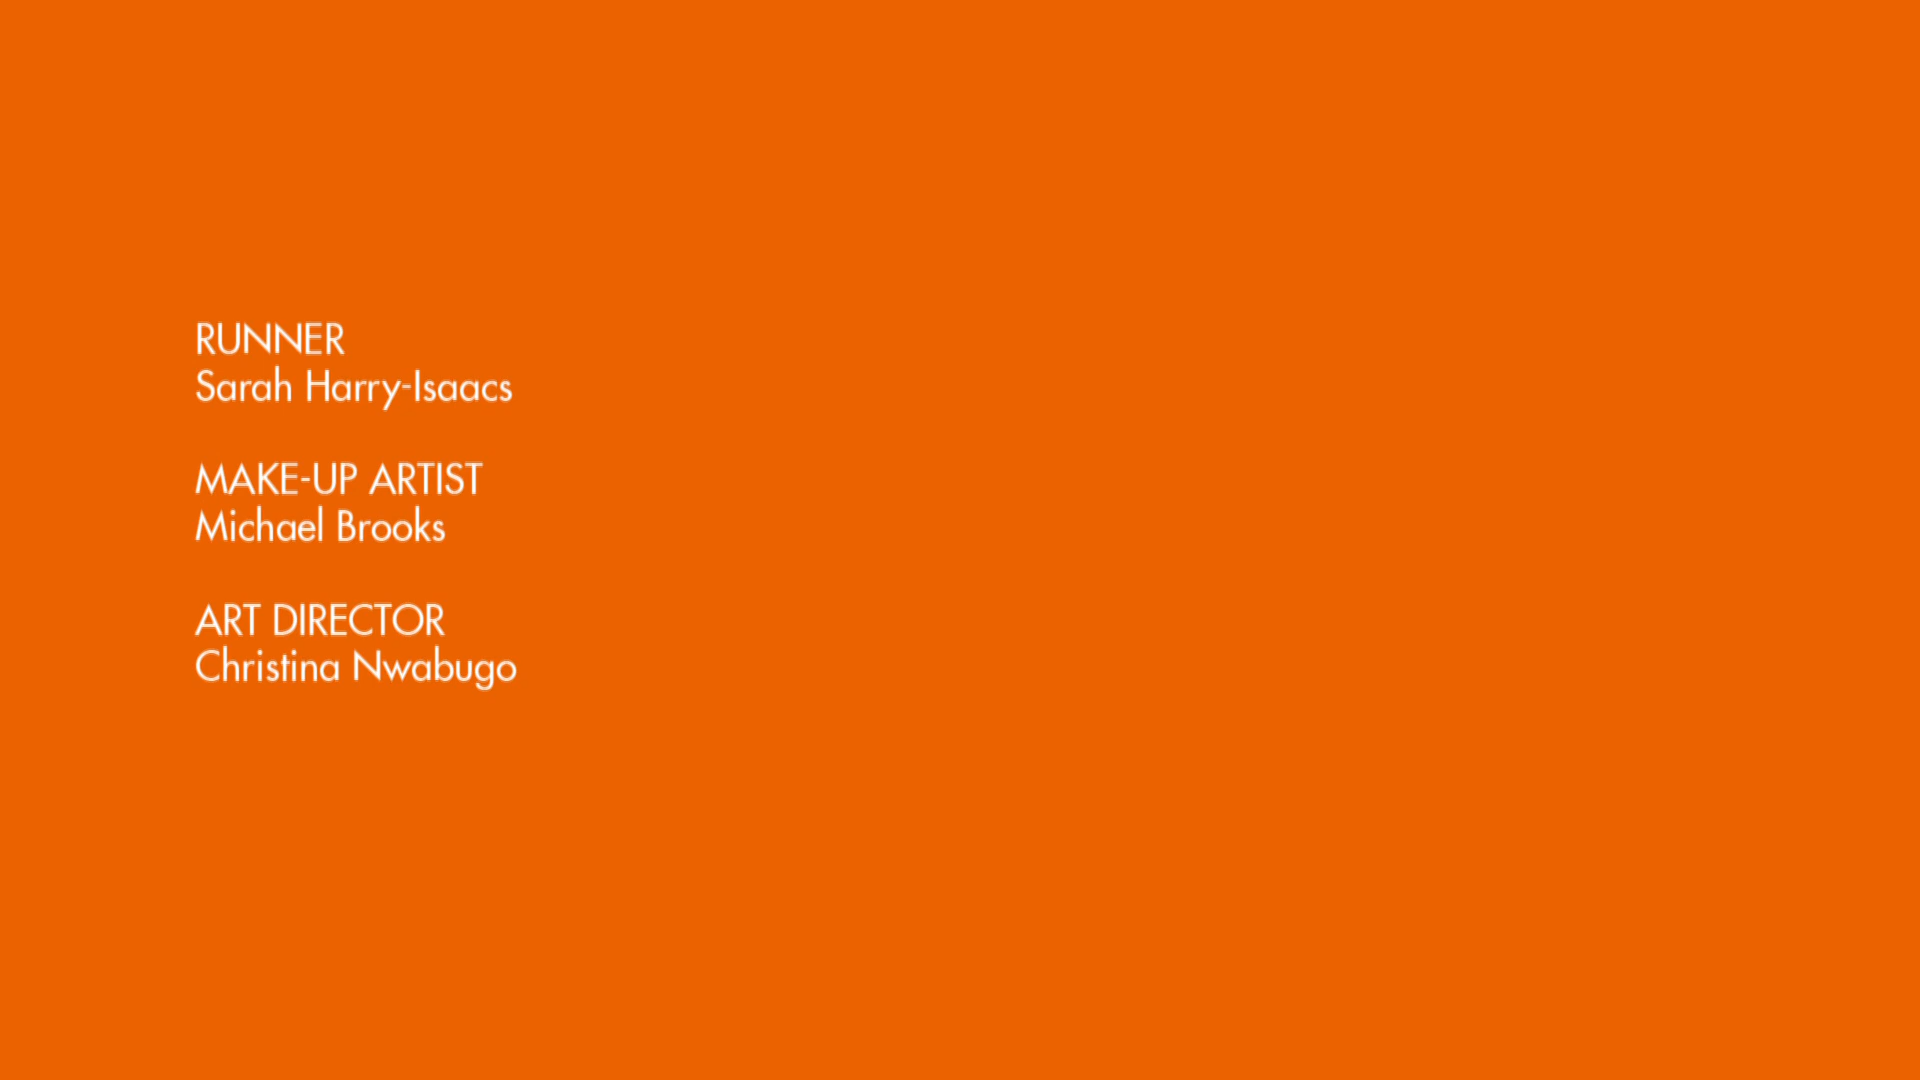 RUNNER
Sarah Harry-Isaacs
MAKE-UP ARTIST
Michael Brooks
ART DIRECTOR
Christina Nwabugo